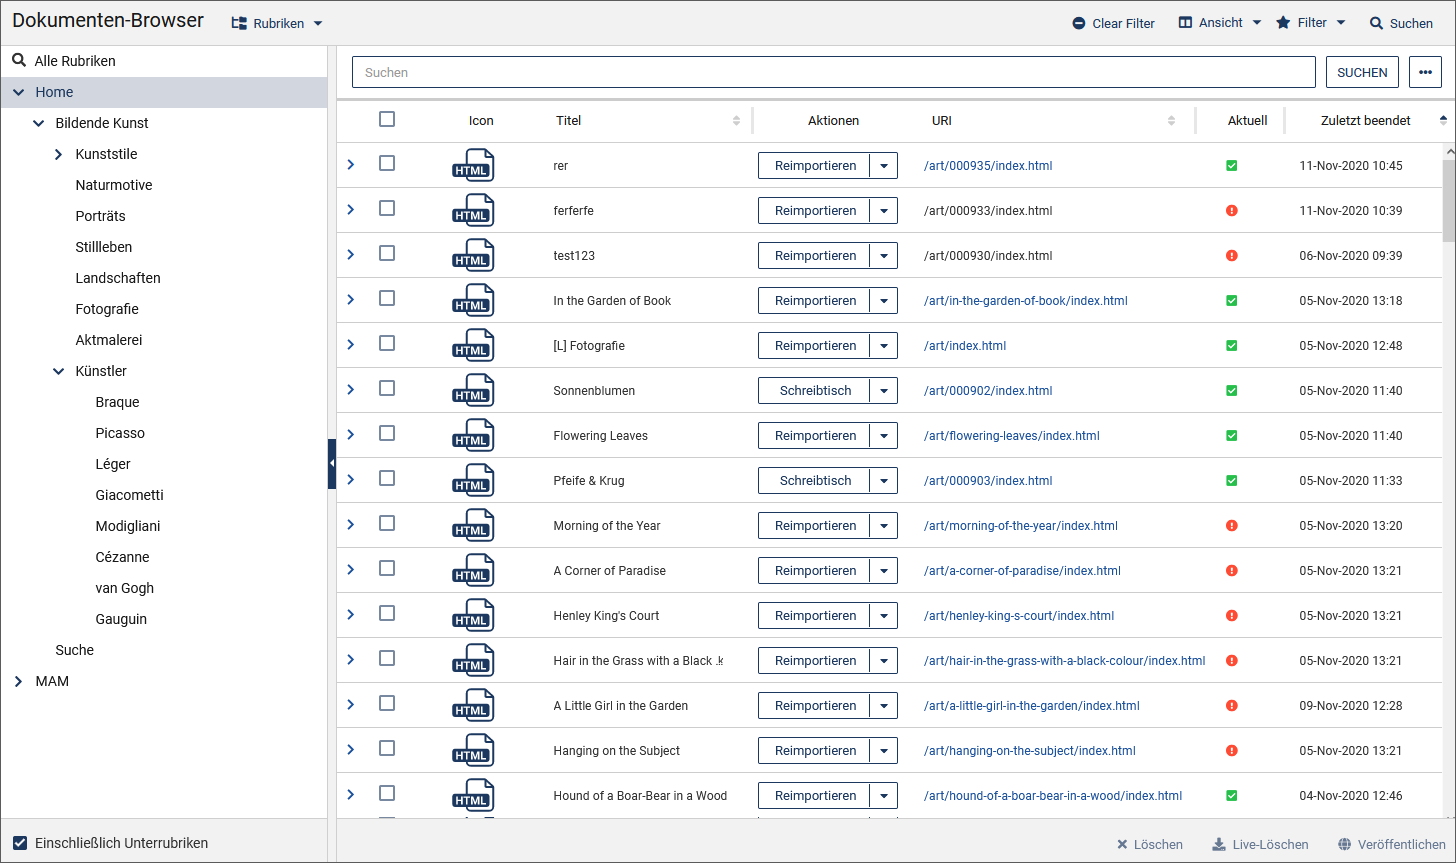 Dokumenten-Browser Rubriken Clear Filter Ansicht Filter Suchen
Alle Rubriken
Home
Bildende Kunst
Kunststile
Naturmotive
Porträts
Stillleben
Landschaften
Fotografie
Aktmalerei
Künstler
Braque
Picasso
Léger
Giacometti
Modigliani
Cézanne
van Gogh
Gauguin
Suche
MAM
Einschließlich Unterrubriken
Suchen SUCHEN
Icon Titel Aktionen URI Aktuell Zuletzt beendet
HTML rer Reimportieren /art/000935/index.html 11-Nov-2020 10:45
HTML ferferfe Reimportieren /art/000933/index.html 11-Nov-2020 10:39
HTML test123 Reimportieren /art/000930/index.html 06-Nov-2020 09:39
HTML In the Garden of Book Reimportieren /art/in-the-garden-of-book/index.html 05-Nov-2020 13:18
HTML [L] Fotografie Reimportieren /art/index.html 05-Nov-2020 12:48
HTML Sonnenblumen Schreibtisch /art/000902/index.html 05-Nov-2020 11:40
HTML Flowering Leaves Reimportieren /art/flowering-leaves/index.html 05-Nov-2020 11:40
HTML Pfeife & Krug Schreibtisch /art/000903/index.html 05-Nov-2020 11:33
HTML Morning of the Year Reimportieren /art/morning-of-the-year/index.html 05-Nov-2020 13:20
HTML A Corner of Paradise Reimportieren /art/a-corner-of-paradise/index.html 05-Nov-2020 13:21
HTML Henley King's Court Reimportieren /art/henley-king-s-court/index.html 05-Nov-2020 13:21
HTML Hair in the Grass with a Black Reimportieren /art/hair-in-the-grass-with-a-black-colour/index.html 05-Nov-2020 13:21
HTML A Little Girl in the Garden Reimportieren /art/a-little-girl-in-the-garden/index.html 09-Nov-2020 12:28
HTML Hanging on the Subject Reimportieren /art/hanging-on-the-subject/index.html 05-Nov-2020 13:21
HTML Hound of a Boar-Bear in a Wood Reimportieren /art/hound-of-a-boar-bear-in-a-wood/index.html 04-Nov-2020 12:46
Löschen Live-Löschen Veröffentlichen